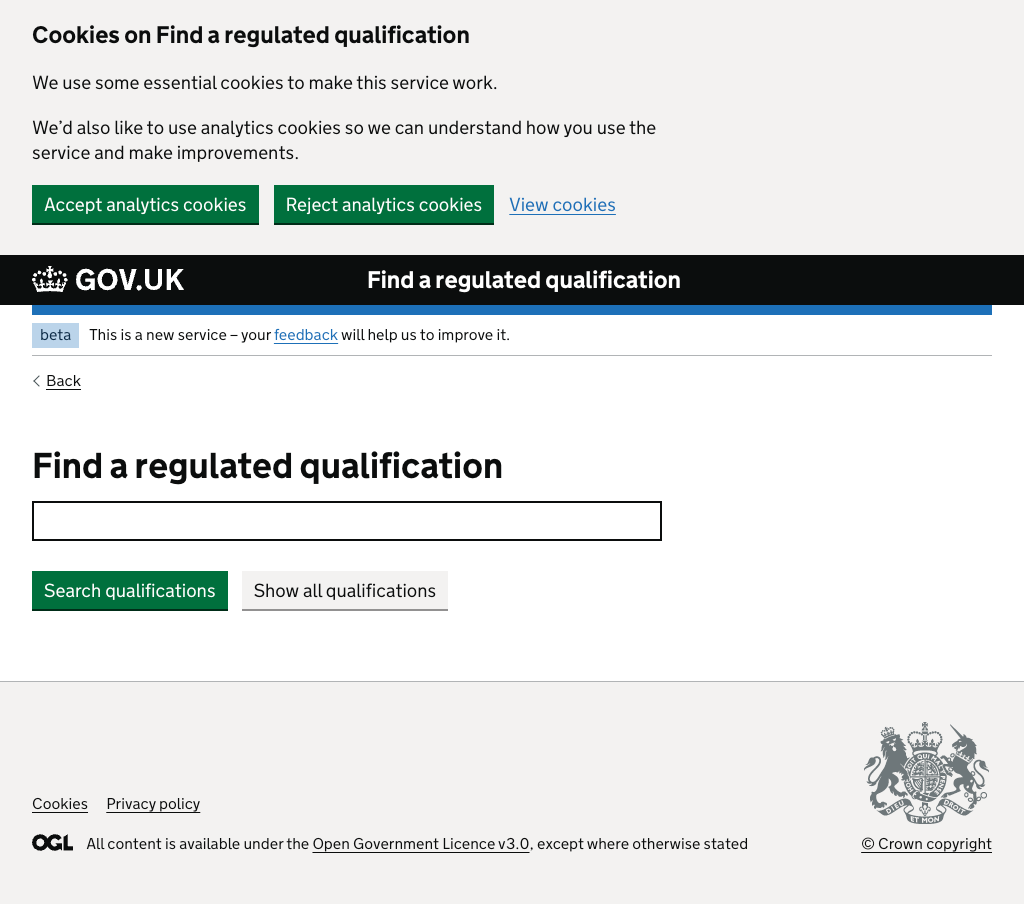 Cookies on Find a regulated qualification
We use some essential cookies to make this service work.
We’d also like to use analytics cookies so we can understand how you use the
service and make improvements.
Accept analytics cookies Reject analytics cookies View cookies
GOV.UK Find a regulated qualification
beta This is a new service – your feedback will help us to improve it.
Back
Find a regulated qualification
Search qualifications Show all qualifications
Cookies Privacy policy
OGL All content is available under the Open Government Licence v3.0, except where otherwise stated
DIEU ET MON DROIT
© Crown copyright